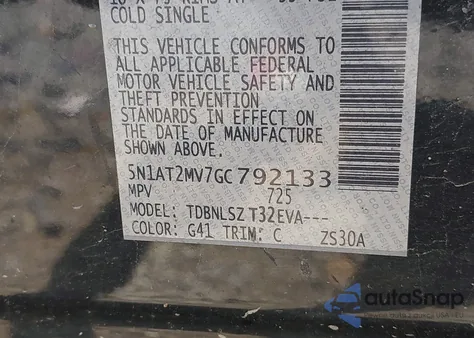 COLD SINGLE
THIS VEHICLE CONFORMS TO
ALL APPLICABLE FEDERAL
MOTOR VEHICLE SAFETY AND
THEFT PREVENTION
STANDARDS IN EFFECT ON
THE DATE OF MANUFACTURE
SHOWN ABOVE.
5N1AT2MV7GC792133
MPV 725
MODEL: TDBNLSZ T32EVA---
COLOR: G41 TRIM: C ZS30A
autoSnap